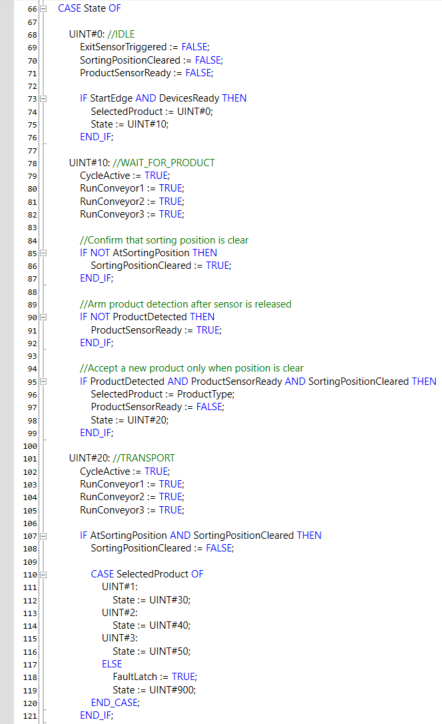 66 CASE State OF
67
68 UINT#0: //IDLE
69 ExitSensorTriggered := FALSE;
70 SortingPositionCleared := FALSE;
71 ProductSensorReady := FALSE;
72
73 IF StartEdge AND DevicesReady THEN
74 SelectedProduct := UINT#0;
75 State := UINT#10;
76 END_IF;
77
78 UINT#10: //WAIT_FOR_PRODUCT
79 CycleActive := TRUE;
80 RunConveyor1 := TRUE;
81 RunConveyor2 := TRUE;
82 RunConveyor3 := TRUE;
83
84 //Confirm that sorting position is clear
85 IF NOT AtSortingPosition THEN
86 SortingPositionCleared := TRUE;
87 END_IF;
88
89 //Arm product detection after sensor is released
90 IF NOT ProductDetected THEN
91 ProductSensorReady := TRUE;
92 END_IF;
93
94 //Accept a new product only when position is clear
95 IF ProductDetected AND ProductSensorReady AND SortingPositionCleared THEN
96 SelectedProduct := ProductType;
97 ProductSensorReady := FALSE;
98 State := UINT#20;
99 END_IF;
100
101 UINT#20: //TRANSPORT
102 CycleActive := TRUE;
103 RunConveyor1 := TRUE;
104 RunConveyor2 := TRUE;
105 RunConveyor3 := TRUE;
106
107 IF AtSortingPosition AND SortingPositionCleared THEN
108 SortingPositionCleared := FALSE;
109
110 CASE SelectedProduct OF
111 UINT#1:
112 State := UINT#30;
113 UINT#2:
114 State := UINT#40;
115 UINT#3:
116 State := UINT#50;
117 ELSE
118 FaultLatch := TRUE;
119 State := UINT#900;
120 END_CASE;
121 END_IF;